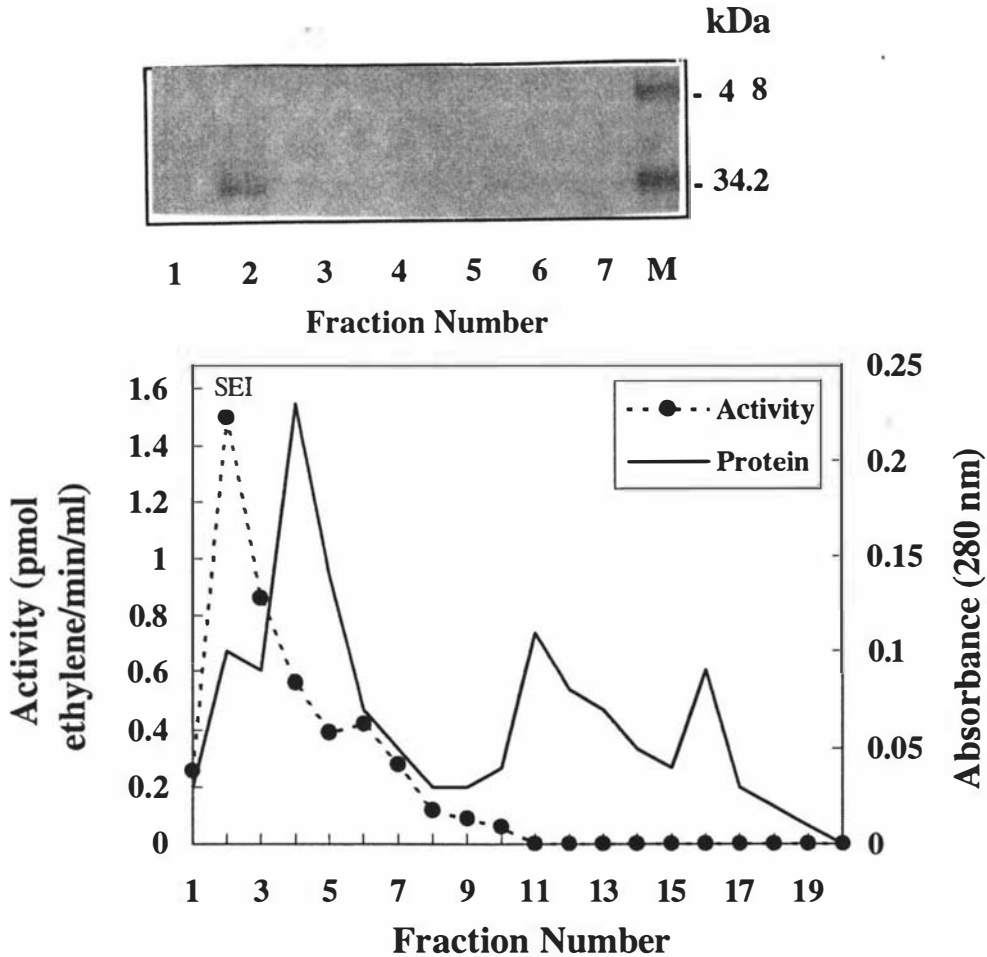 kDa
- 4 8
- 34.2
1 2 3 4 5 6 7 M
Fraction Number
SEI
Activity
Protein
Activity (pmol
ethylene/min/ml)
1.6
1.4
1.2
1
0.8
0.6
0.4
0.2
0
0.25
0.2
0.15
0.1
0.05
0
Absorbance (280 nm)
1 3 5 7 9 11 13 15 17 19
Fraction Number